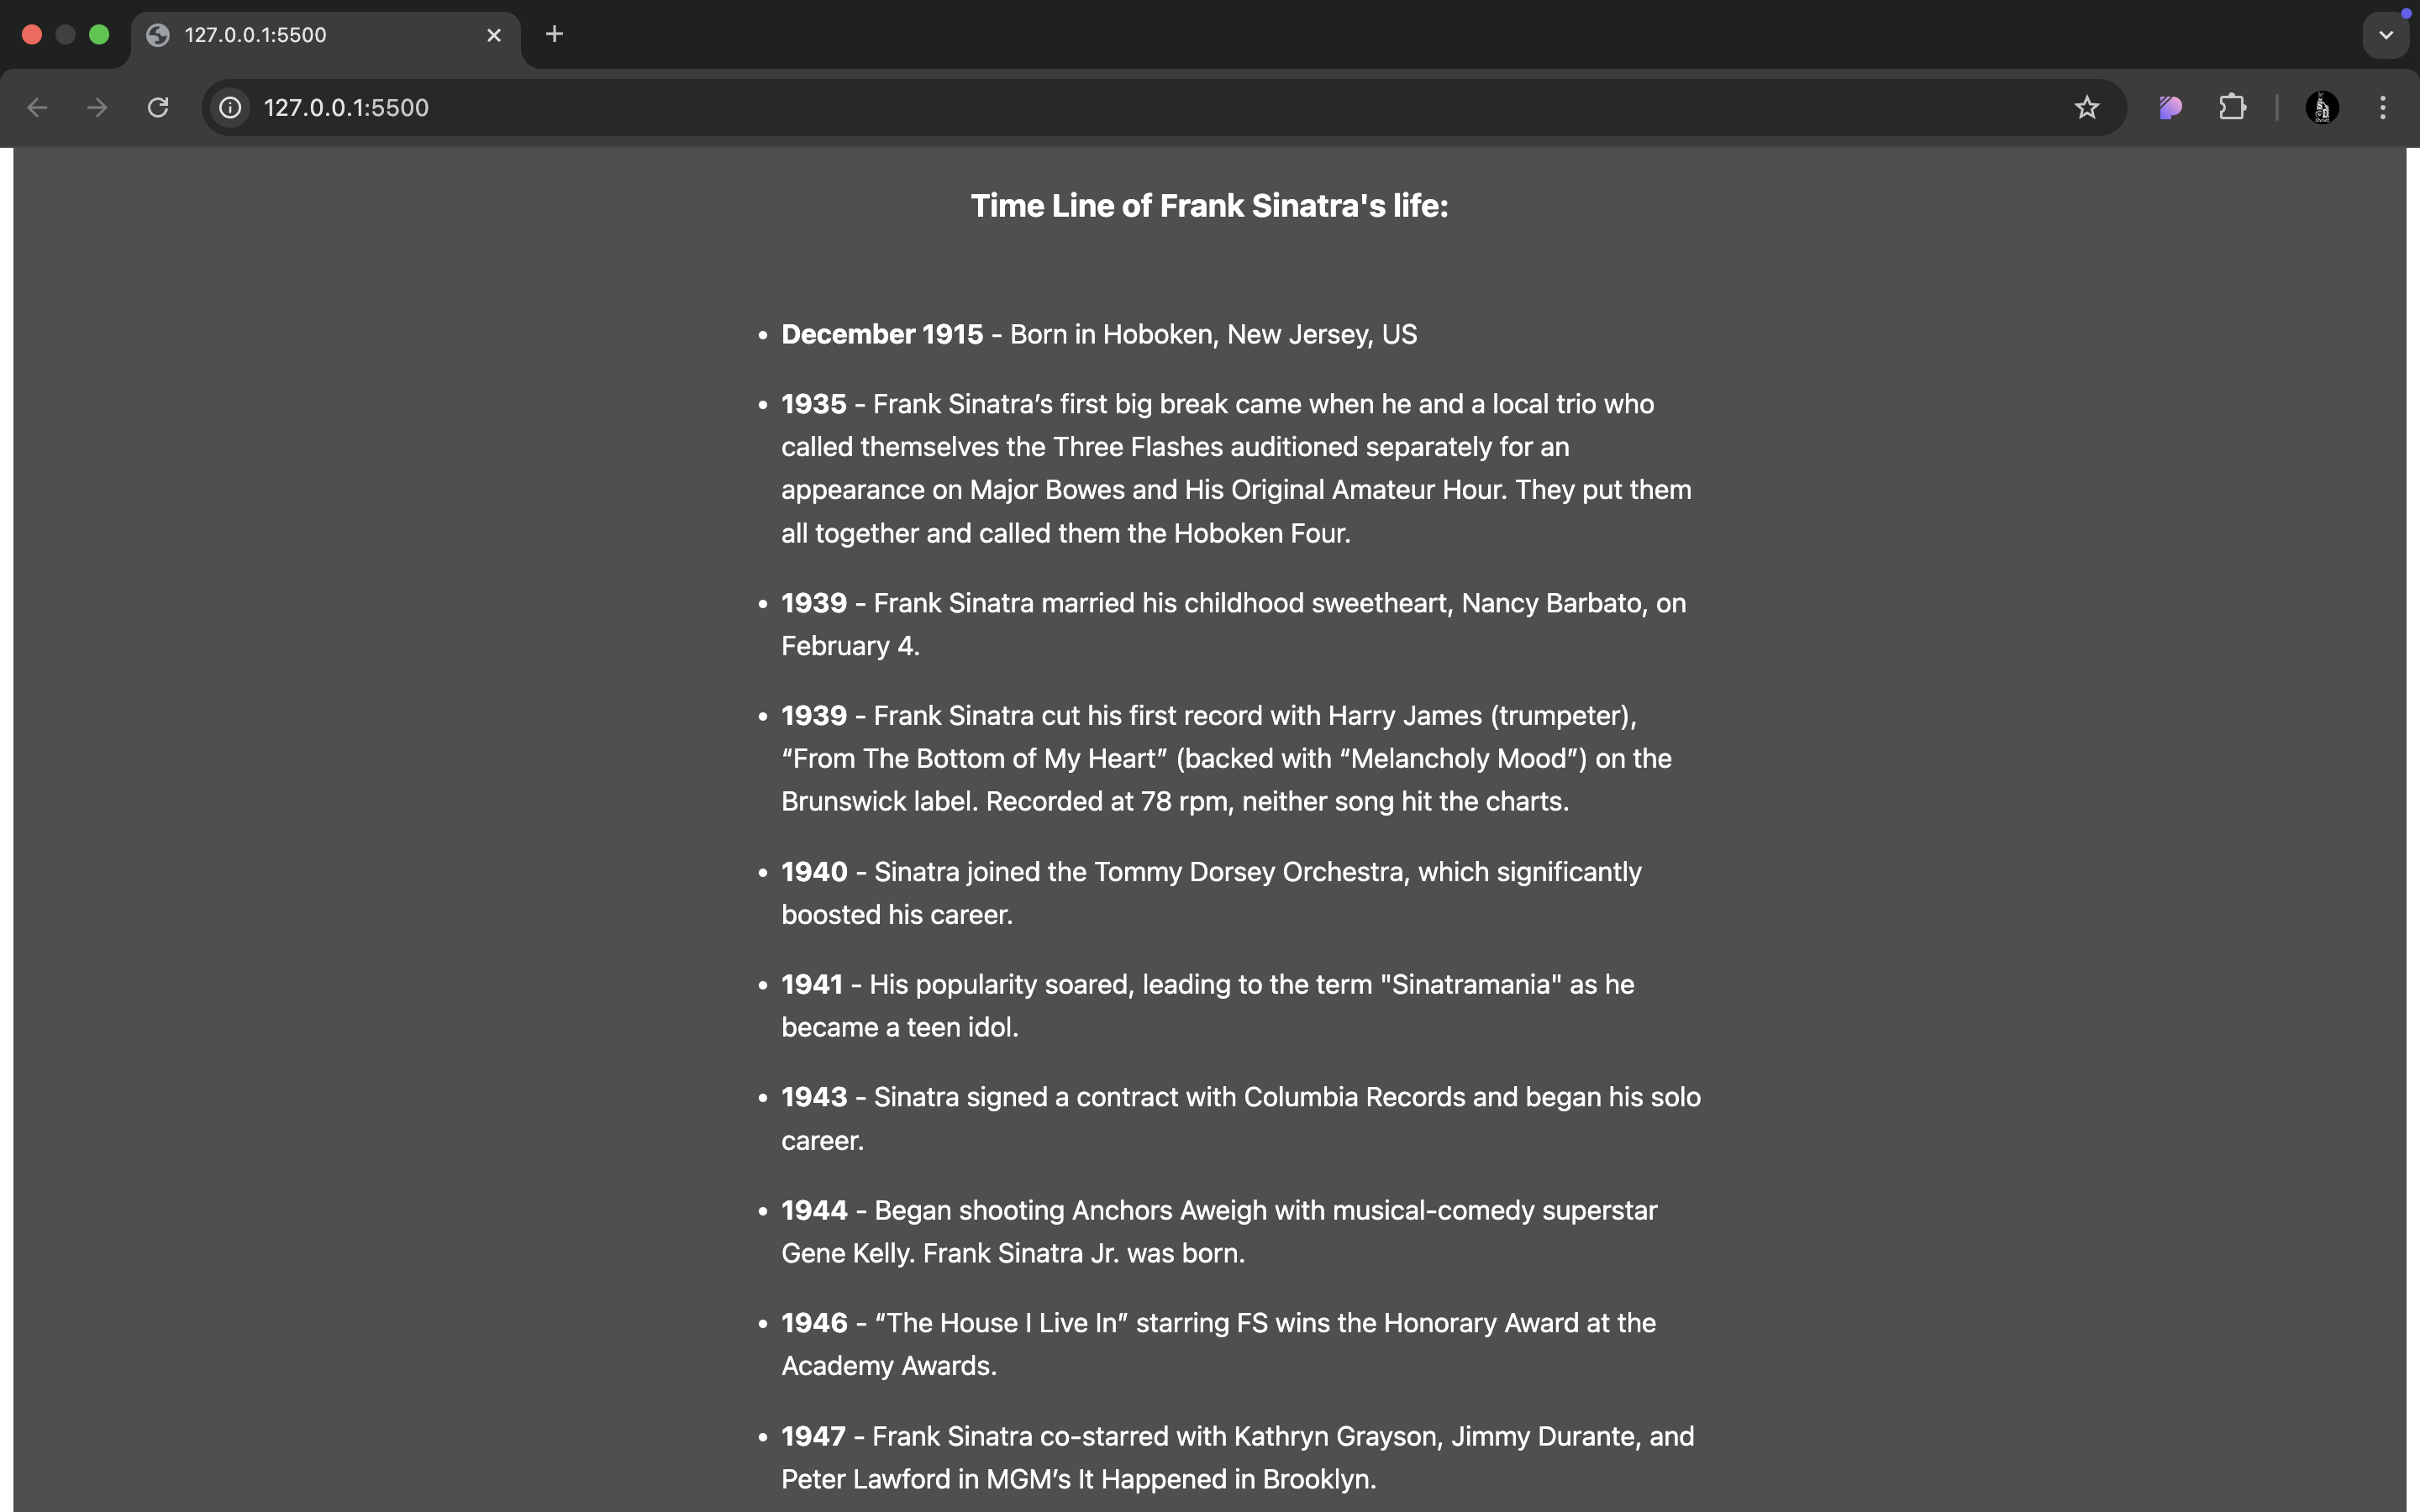 127.0.0.1:5500
127.0.0.1:5500
Time Line of Frank Sinatra's life:
• December 1915 - Born in Hoboken, New Jersey, US
• 1935 - Frank Sinatra’s first big break came when he and a local trio who
called themselves the Three Flashes auditioned separately for an
appearance on Major Bowes and His Original Amateur Hour. They put them
all together and called them the Hoboken Four.
• 1939 - Frank Sinatra married his childhood sweetheart, Nancy Barbato, on
February 4.
• 1939 - Frank Sinatra cut his first record with Harry James (trumpeter),
“From The Bottom of My Heart” (backed with “Melancholy Mood”) on the
Brunswick label. Recorded at 78 rpm, neither song hit the charts.
• 1940 - Sinatra joined the Tommy Dorsey Orchestra, which significantly
boosted his career.
• 1941 - His popularity soared, leading to the term "Sinatramania" as he
became a teen idol.
• 1943 - Sinatra signed a contract with Columbia Records and began his solo
career.
• 1944 - Began shooting Anchors Aweigh with musical-comedy superstar
Gene Kelly. Frank Sinatra Jr. was born.
• 1946 - “The House I Live In” starring FS wins the Honorary Award at the
Academy Awards.
• 1947 - Frank Sinatra co-starred with Kathryn Grayson, Jimmy Durante, and
Peter Lawford in MGM’s It Happened in Brooklyn.